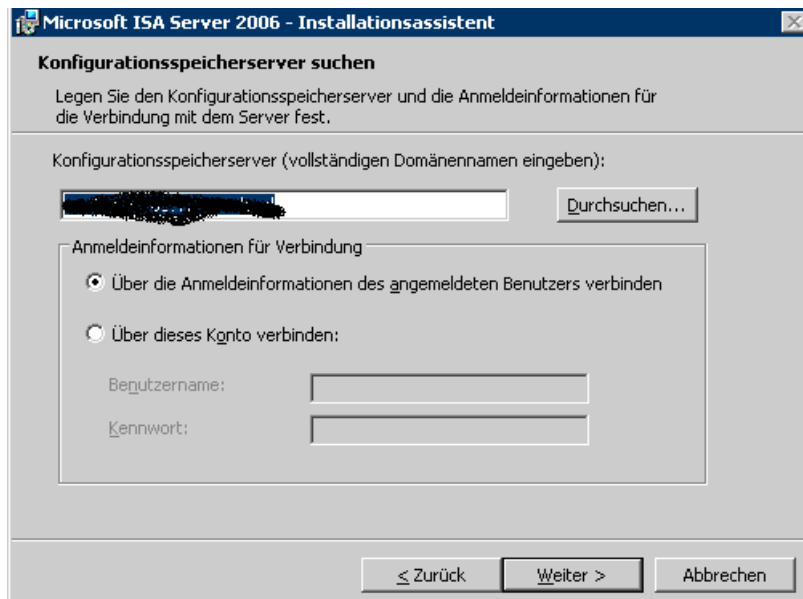 Microsoft ISA Server 2006 - Installationsassistent
Konfigurationsspeicherserver suchen
Legen Sie den Konfigurationsspeicherserver und die Anmeldeinformationen für
die Verbindung mit dem Server fest.
Konfigurationsspeicherserver (vollständigen Domänennamen eingeben):
Durchsuchen...
Anmeldeinformationen für Verbindung
Über die Anmeldeinformationen des angemeldeten Benutzers verbinden
Über dieses Konto verbinden:
Benutzername:
Kennwort:
< Zurück
Weiter >
Abbrechen